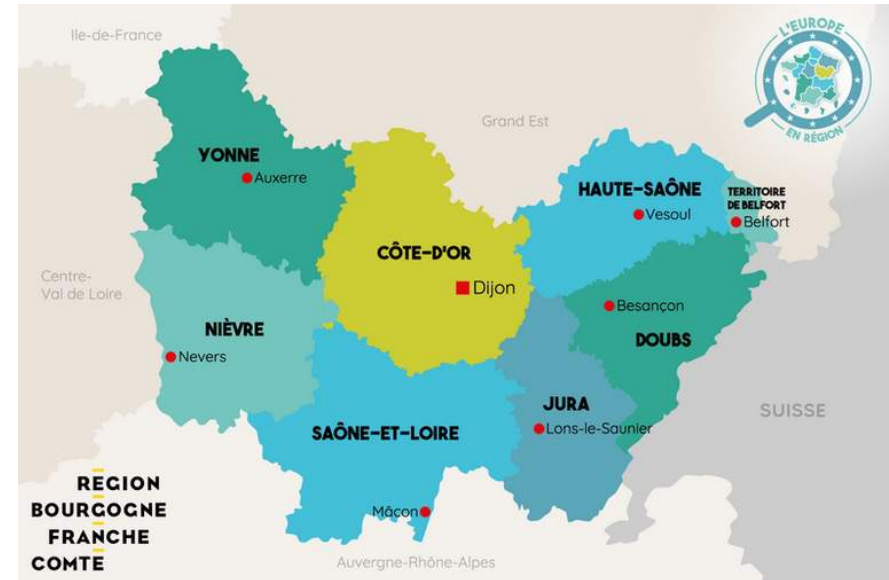 Ile-de-France
L'EUROPE
EN RÉGION
Grand Est
YONNE
Auxerre
HAUTE-SAÔNE
Vesoul
TERRITOIRE
DE BELFORT
Belfort
CÔTE-D'OR
Dijon
Centre-
Val de Loire
Besançon
DOUBS
NIÈVRE
Nevers
JURA
Lons-le-Saunier
SUISSE
SAÔNE-ET-LOIRE
Mâcon
REGION
BOURGOGNE
FRANCHE
COMTE
Auvergne-Rhône-Alpes